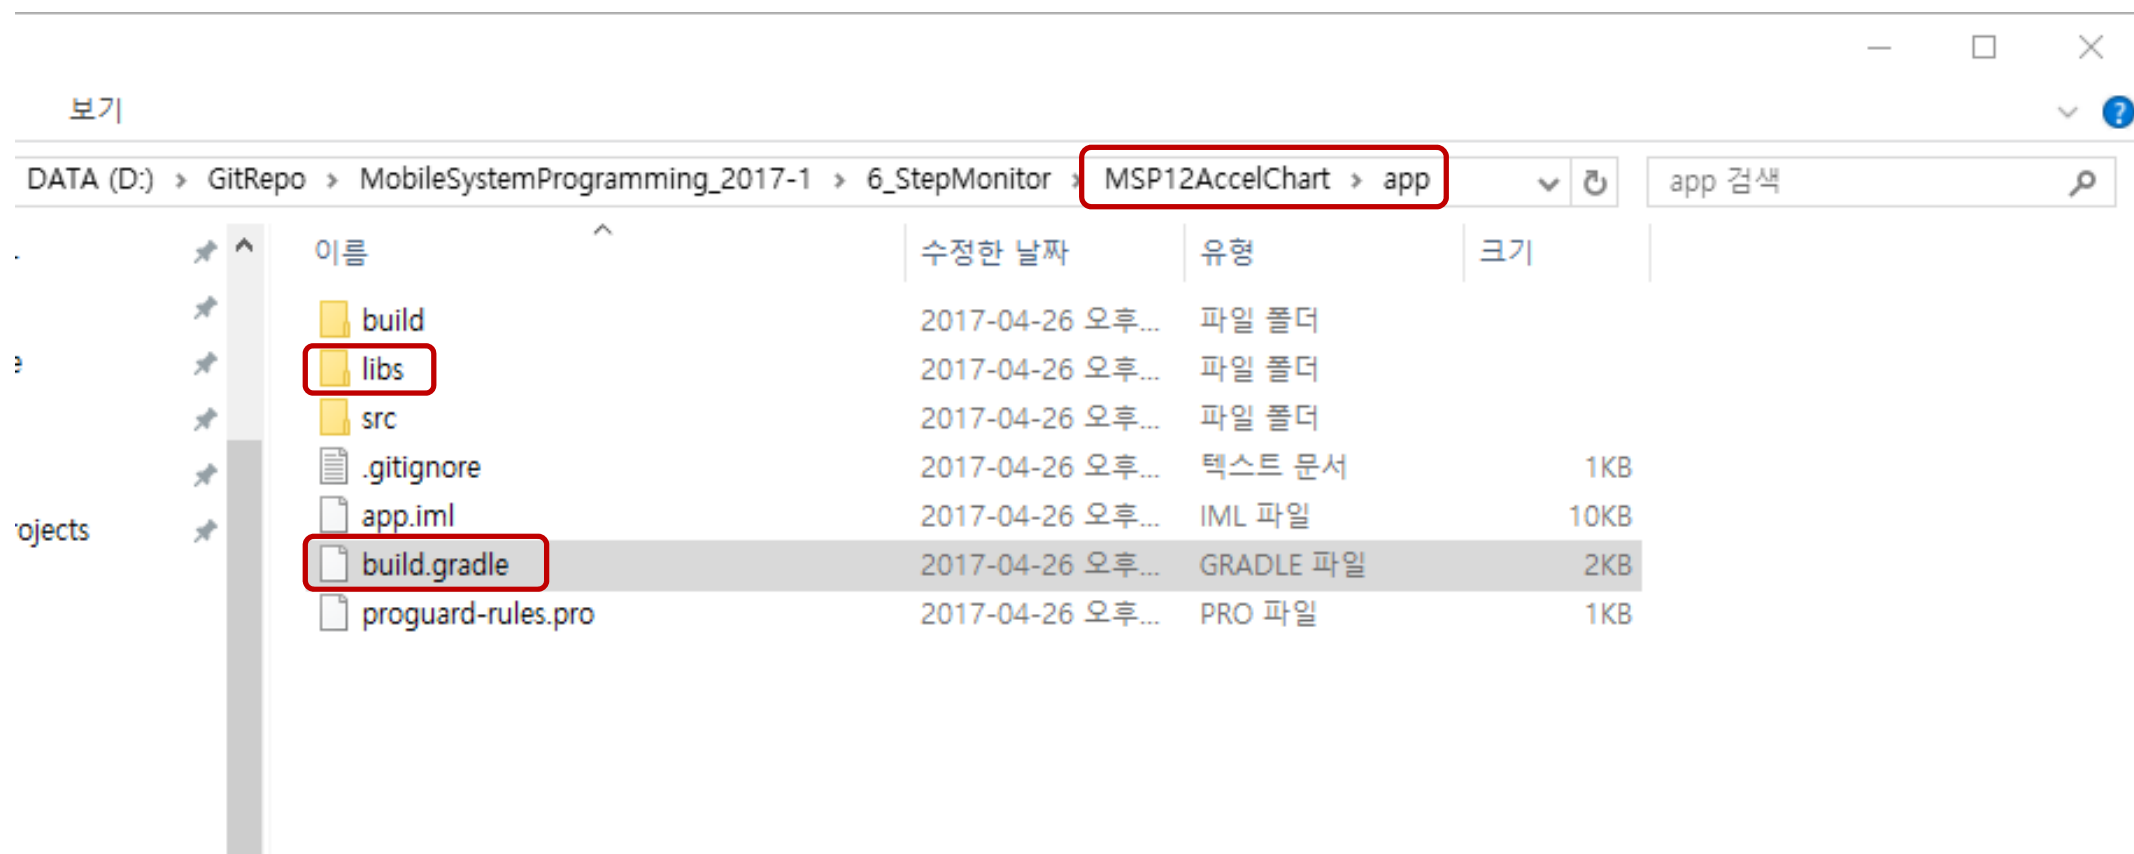 보기
DATA (D:) > GitRepo > MobileSystemProgramming_2017-1 > 6_StepMonitor > MSP12AccelChart > app app 검색
이름 수정한 날짜 유형 크기
build 2017-04-26 오후... 파일 폴더
libs 2017-04-26 오후... 파일 폴더
src 2017-04-26 오후... 파일 폴더
.gitignore 2017-04-26 오후... 텍스트 문서 1KB
app.iml 2017-04-26 오후... IML 파일 10KB
ojects
build.gradle 2017-04-26 오후... GRADLE 파일 2KB
proguard-rules.pro 2017-04-26 오후... PRO 파일 1KB